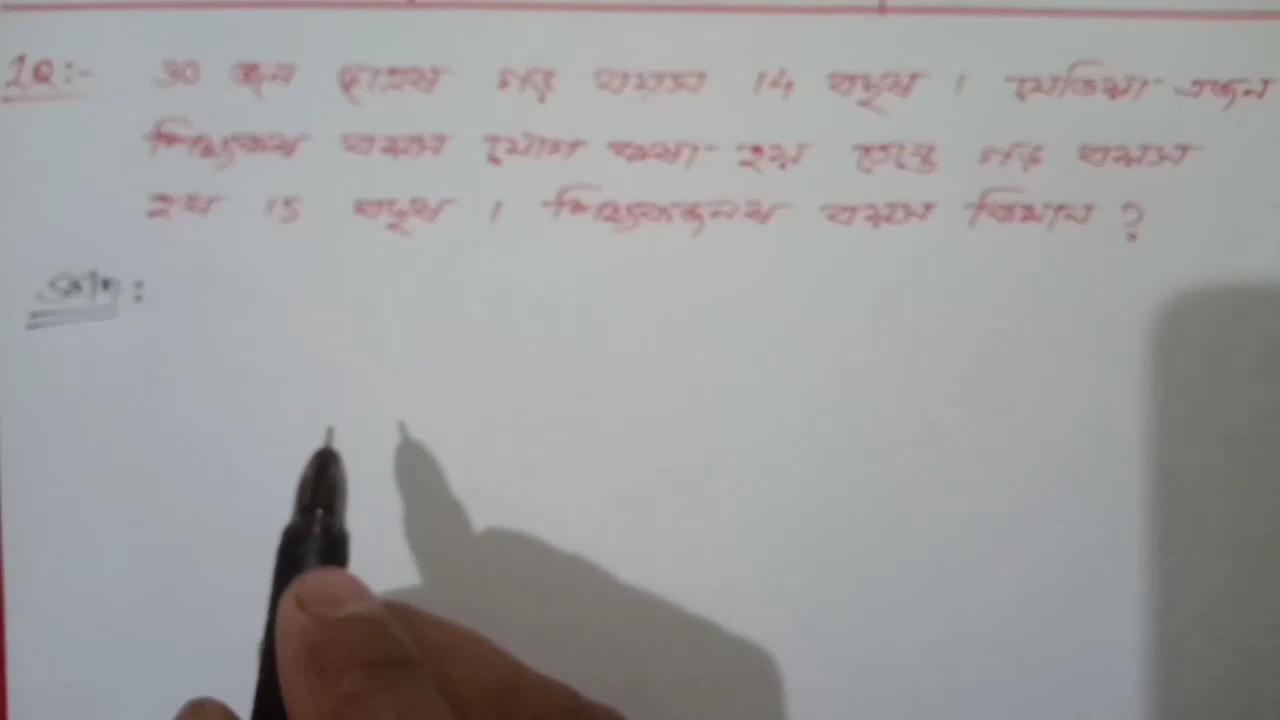 1Q:- 30 জন ছাত্ৰৰ গড় বয়স 14 বছৰ । যেতিয়া এজন
শিক্ষকৰ বয়স যোগ কৰা হয় তেন্তে গড় বয়স
হয় 15 বছৰ । শিক্ষকজনৰ বয়স কিমান ?